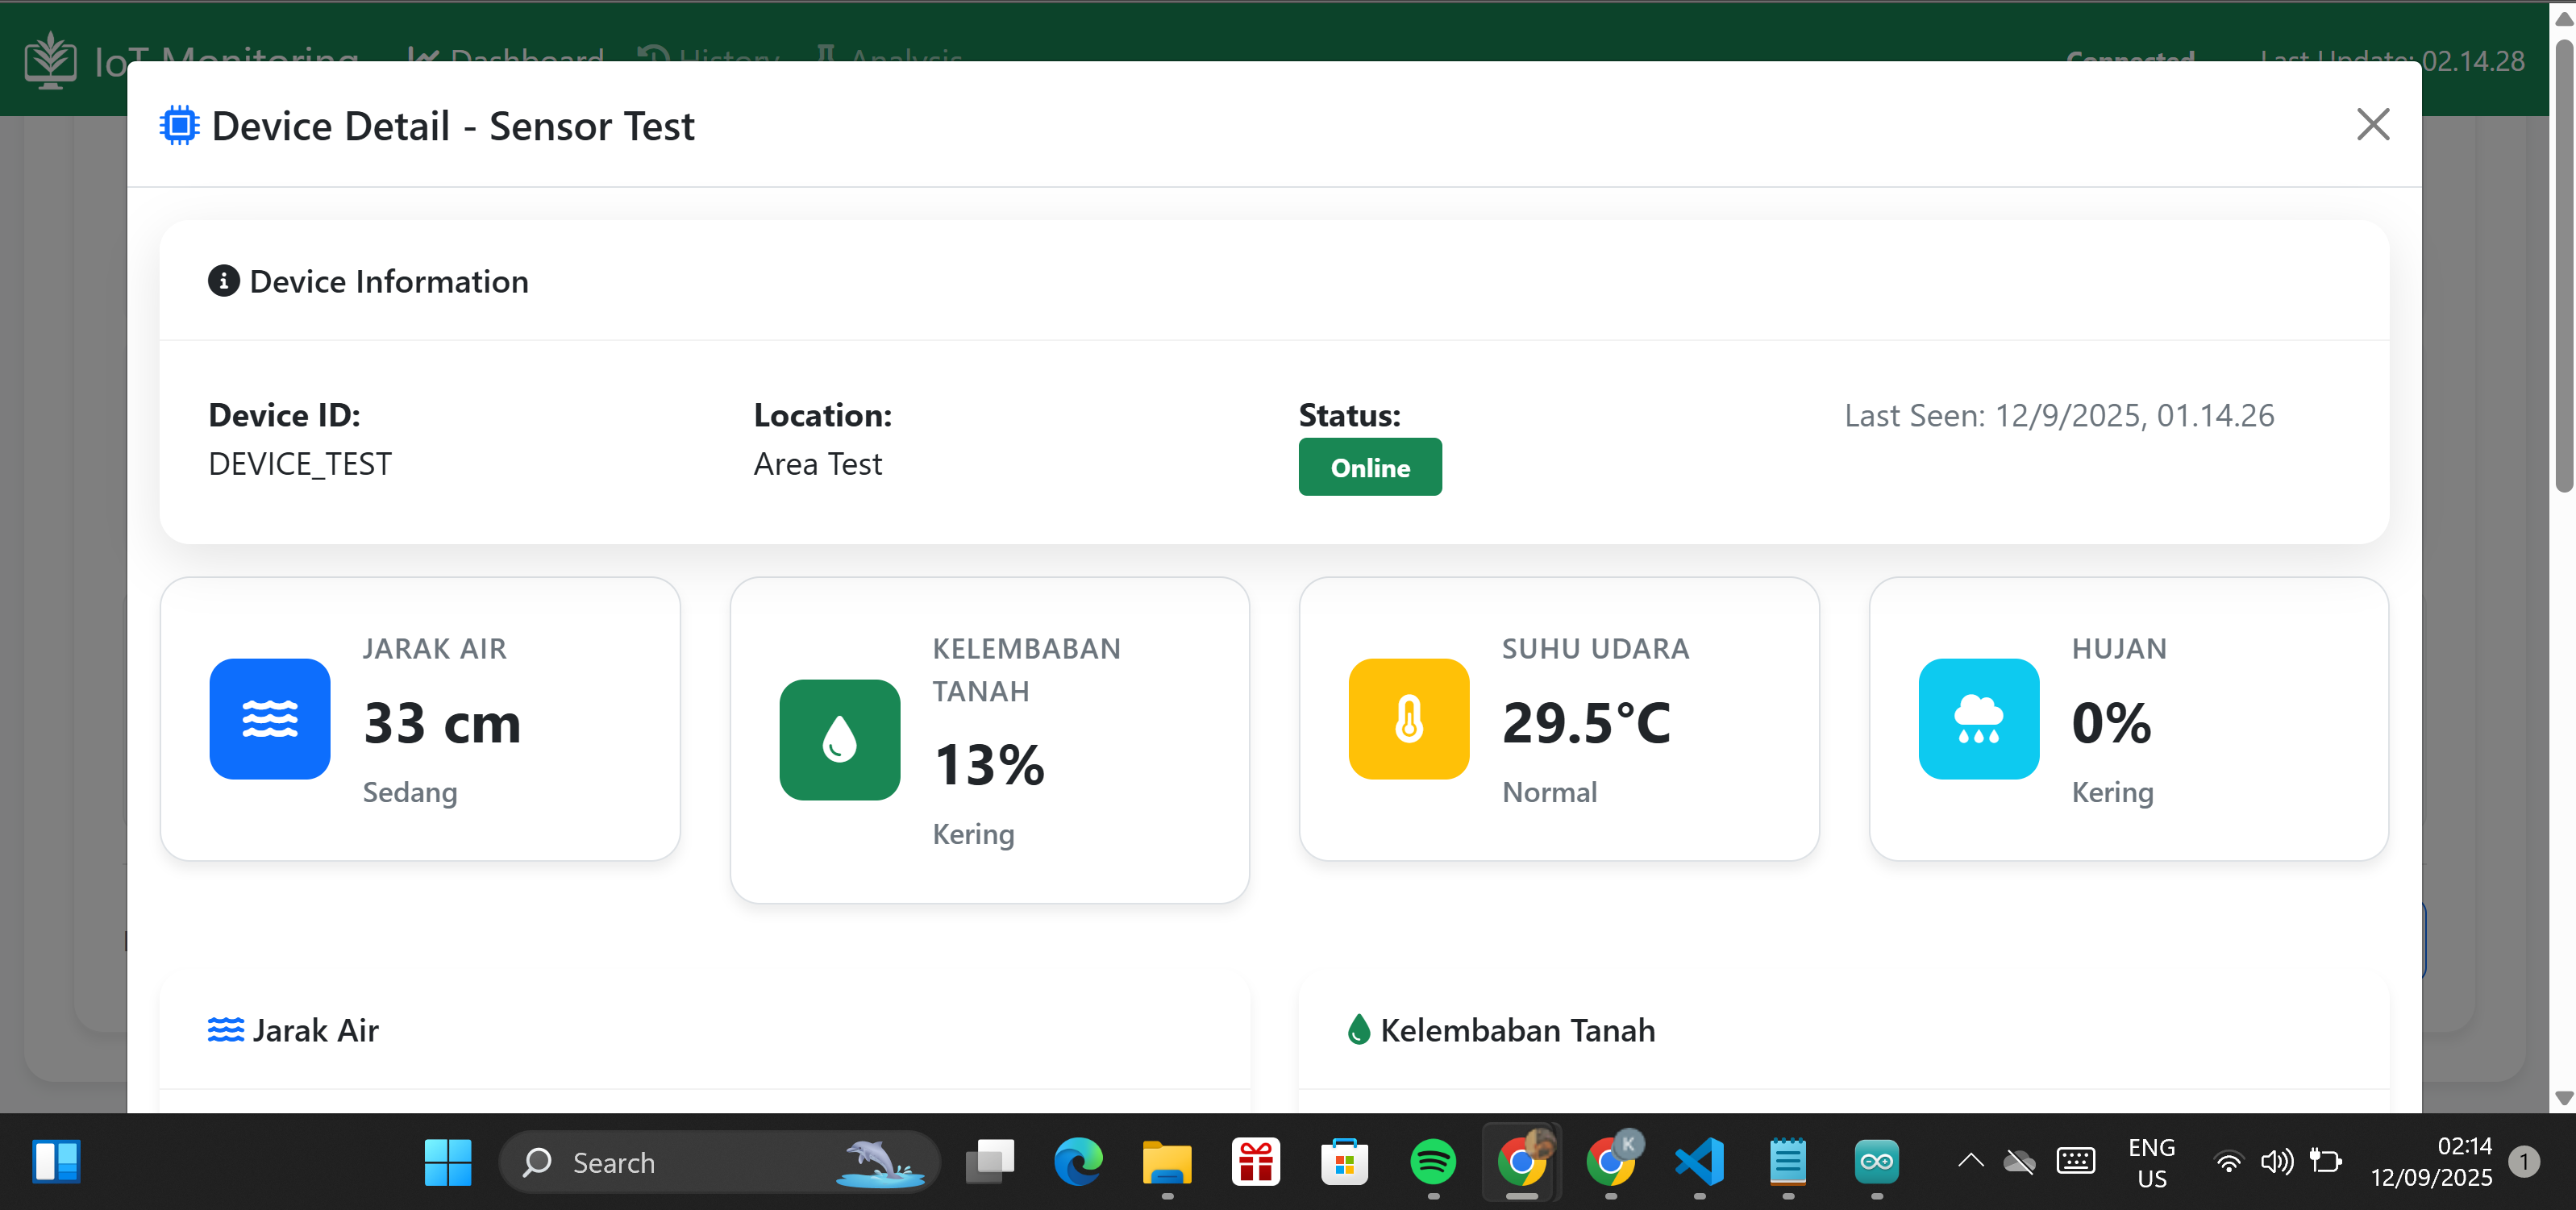 IoT Monitoring
Dashboard
History
Analysis
Connected
Last Update: 02.14.28
Device Detail - Sensor Test
Device Information
Device ID:
DEVICE_TEST
Location:
Area Test
Status:
Online
Last Seen: 12/9/2025, 01.14.26
JARAK AIR
33 cm
Sedang
KELEMBABAN
TANAH
13%
Kering
SUHU UDARA
29.5°C
Normal
HUJAN
0%
Kering
Jarak Air
Kelembaban Tanah
Search
K
ENG
US
02:14
12/09/2025
1